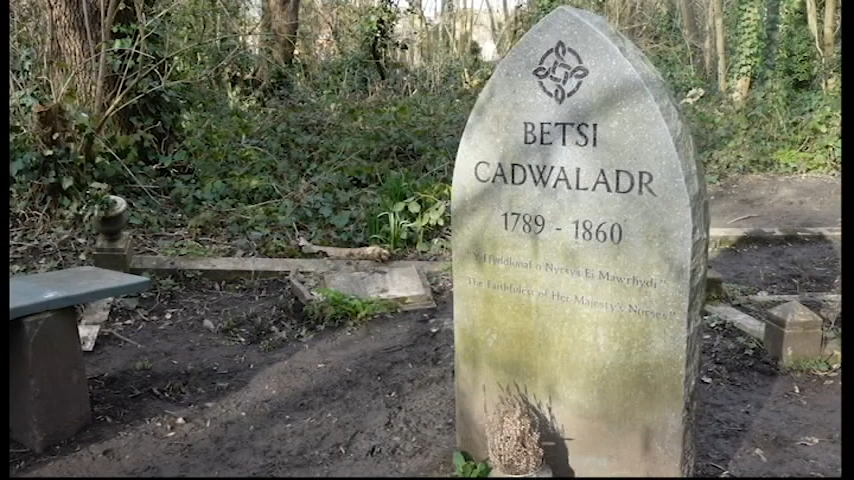 BETSI
CADWALADR
1789 - 1860
"Y Ffyddlonaf o Nyrsys Ei Mawrhydi"
"The Faithfulest of Her Majesty's Nurses"